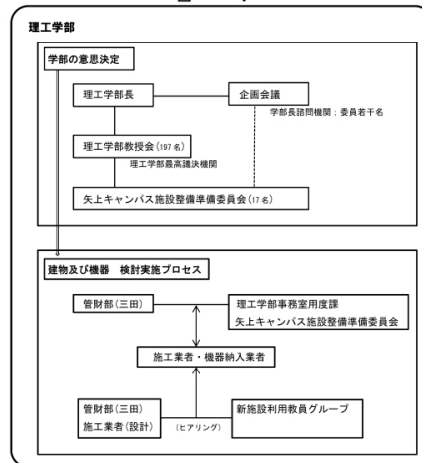 理工学部
学部の意思決定
理工学部長
企画会議
学部長諮問機関：委員若干名
理工学部教授会(197名)
理工学部最高議決機関
矢上キャンパス施設整備準備委員会(17名)
建物及び機器 検討実施プロセス
管財部(三田)
理工学部事務室用度課
矢上キャンパス施設整備準備委員会
施工業者・機器納入業者
管財部(三田)
施工業者(設計)
(ヒアリング)
新施設利用教員グループ